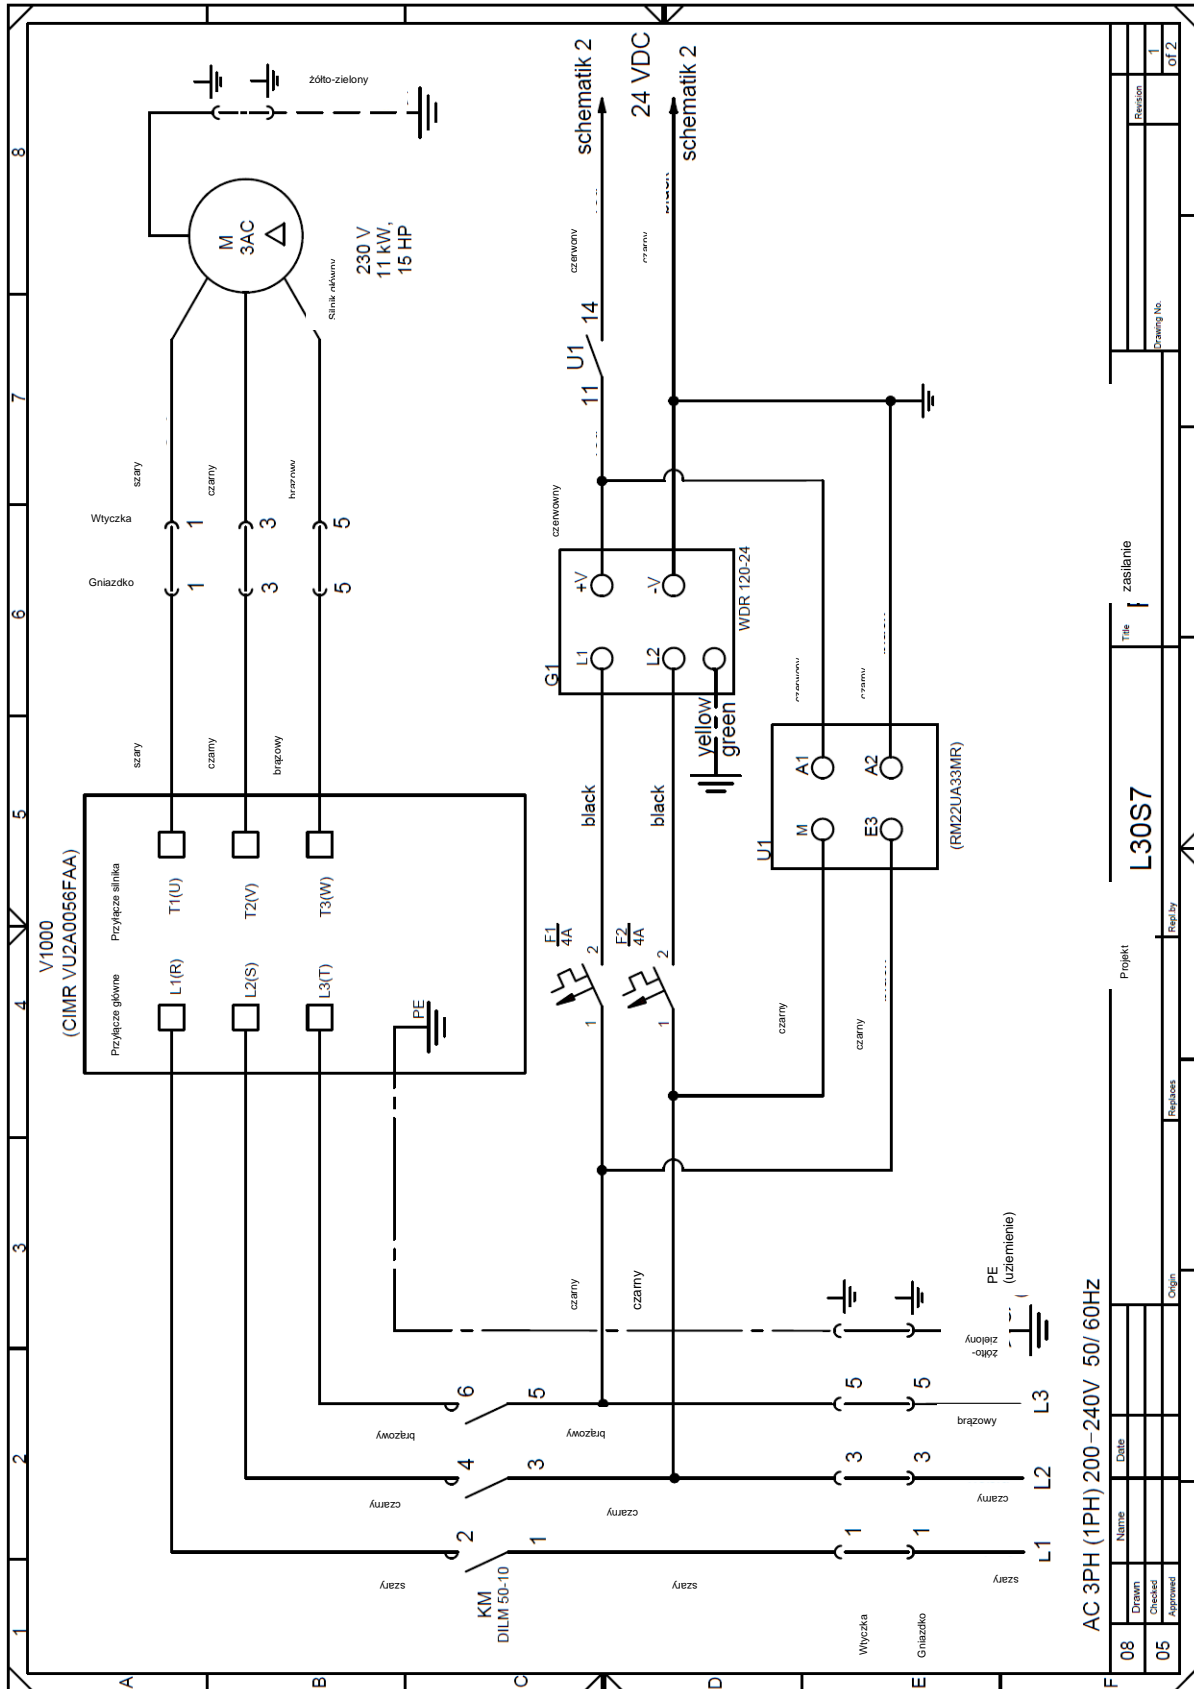 1
2
3
4
5
6
7
8
A
B
C
D
E
F
V1000
(CIMR VU2A0056FAA)
Przyłącze główne
Przyłącze silnika
L1(R)
T1(U)
L2(S)
T2(V)
L3(T)
T3(W)
PE
szary
szary
czarny
czarny
brązowy
brązowy
Gniazdko
Wtyczka
1
1
3
3
5
5
M
3AC
230 V
11 kW,
15 HP
Silnik główny
żółto-zielony
KM
DILM 50-10
2
1
4
3
6
5
szary
szary
szary
czarny
czarny
czarny
brązowy
brązowy
brązowy
Wtyczka
Gniazdko
1
1
3
3
5
5
L1
L2
L3
PE
(uziemienie)
żółto-
zielony
AC 3PH (1PH) 200-240V 50/ 60Hz
czarny
czarny
F1
4A
1
2
F2
4A
1
2
black
black
yellow
green
G1
L1
+V
L2
-V
WDR 120-24
czerwowny
11
U1
14
czerwony
czarny
schematik 2
24 VDC
schematik 2
czarny
czarny
U1
M
A1
E3
A2
(RM22UA33MR)
czerwony
czarny
08
05
Drawn
Checked
Approved
Name
Date
Origin
Replaces
Repl.by
Projekt
L30S7
Title
zasilanie
Drawing No.
Revision
1
of 2